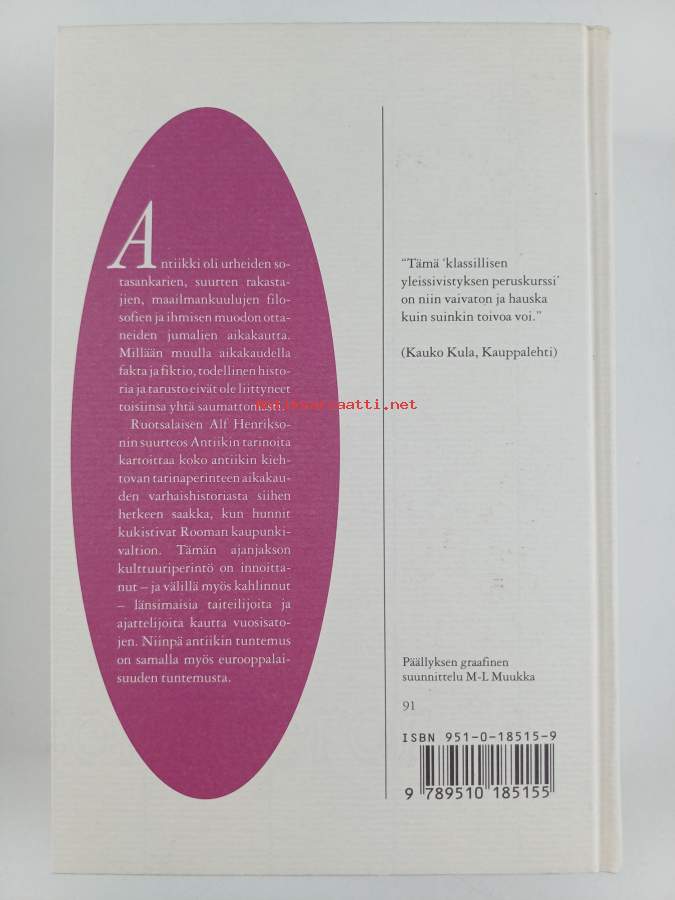 Antiikki oli urheiden so-
tasankarien, suurten rakasta-
jien, maailmankuulujen filo-
sofien ja ihmisen muodon otta-
neiden jumalien aikakautta.
Millään muulla aikakaudella
fakta ja fiktio, todellinen histo-
ria ja tarusto eivät ole liittyneet
toisiinsa yhtä saumattomasti.
Ruotsalaisen Alf Henrikso-
nin suurteos Antiikin tarinoita
kartoittaa koko antiikin kieh-
tovan tarinaperinteen aikakau-
den varhaishistoriasta siihen
hetkeen saakka, kun hunnit
kukistivat Rooman kaupunki-
valtion. Tämän ajanjakson
kulttuuriperintö on innoitta-
nut – ja välillä myös kahlinnut
– länsimaisia taiteilijoita ja
ajattelijoita kautta vuosisato-
jen. Niinpä antiikin tuntemus
on samalla myös eurooppalai-
suuden tuntemusta.
“Tämä ‘klassillisen
yleissivistyksen peruskurssi’
on niin vaivaton ja hauska
kuin suinkin toivoa voi.”
(Kauko Kula, Kauppalehti)
Päällyksen graafinen
suunnittelu M-L Muukka
91
ISBN 951-0-18515-9
9 789510 185155